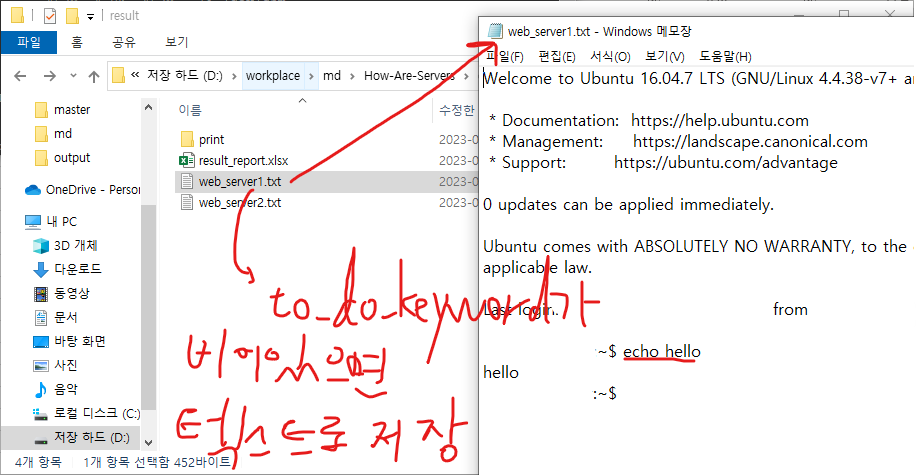 result
파일
홈
공유
보기
저장 하드 (D:)
workplace
md
How-Are-Servers
master
md
output
OneDrive - Person
내 PC
3D 개체
다운로드
동영상
문서
바탕 화면
사진
음악
로컬 디스크 (C:)
저장 하드 (D:)
이름
수정한
print
2023-0
result_report.xlsx
2023-0
web_server1.txt
2023-0
web_server2.txt
2023-0
4개 항목
1개 항목 선택함 452바이트
to_do_keyword가
비어있으면
텍스트로 저장
web_server1.txt - Windows 메모장
파일(F) 편집(E) 서식(O) 보기(V) 도움말(H)
Welcome to Ubuntu 16.04.7 LTS (GNU/Linux 4.4.38-v7+ ar
* Documentation: https://help.ubuntu.com
* Management: https://landscape.canonical.com
* Support: https://ubuntu.com/advantage
0 updates can be applied immediately.
Ubuntu comes with ABSOLUTELY NO WARRANTY, to the
applicable law.
Last login: from
:~$ echo hello
hello
:~$